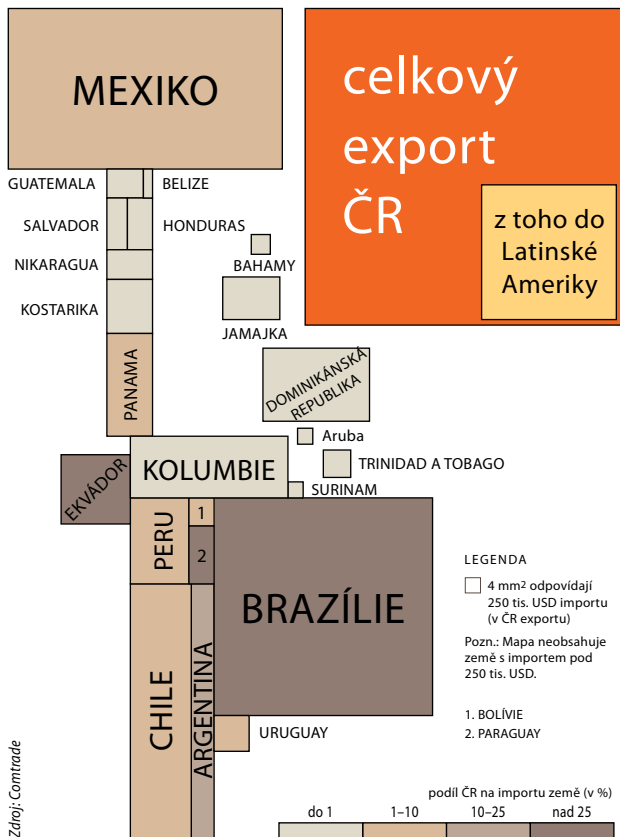 MEXIKO
celkový
export
ČR
z toho do
Latinské
Ameriky
GUATEMALA
BELIZE
SALVADOR
HONDURAS
NIKARAGUA
BAHAMY
KOSTARIKA
JAMAJKA
PANAMA
DOMINIKÁNSKÁ
REPUBLIKA
Aruba
KOLUMBIE
TRINIDAD A TOBAGO
EKVÁDOR
SURINAM
PERU
1
2
BRAZÍLIE
LEGENDA
4 mm² odpovídají
250 tis. USD importu
(v ČR exportu)
Pozn.: Mapa neobsahuje
země s importem pod
250 tis. USD.
1. BOLÍVIE
2. PARAGUAY
CHILE
ARGENTINA
URUGUAY
Zdroj: Comtrade
podíl ČR na importu země (v %)
do 1
1–10
10–25
nad 25